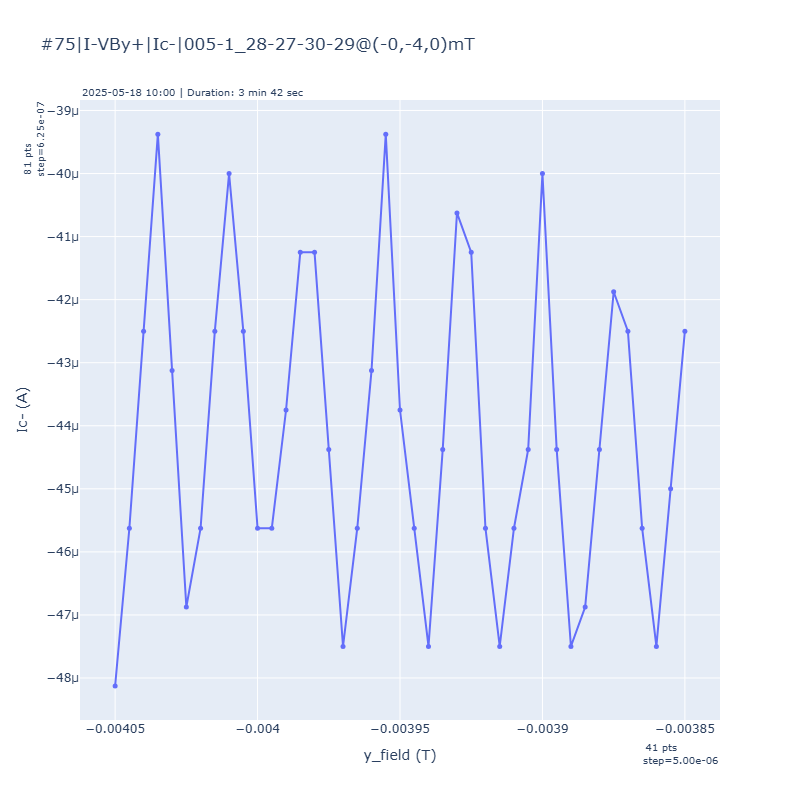 #75|I-VBy+|Ic-|005-1_28-27-30-29@(-0,-4,0)mT
2025-05-18 10:00 | Duration: 3 min 42 sec
81 pts
step=6.25e-07
−39μ
−40μ
−41μ
−42μ
−43μ
−44μ
−45μ
−46μ
−47μ
−48μ
Ic- (A)
−0.00405
−0.004
−0.00395
−0.0039
−0.00385
y_field (T)
41 pts
step=5.00e-06